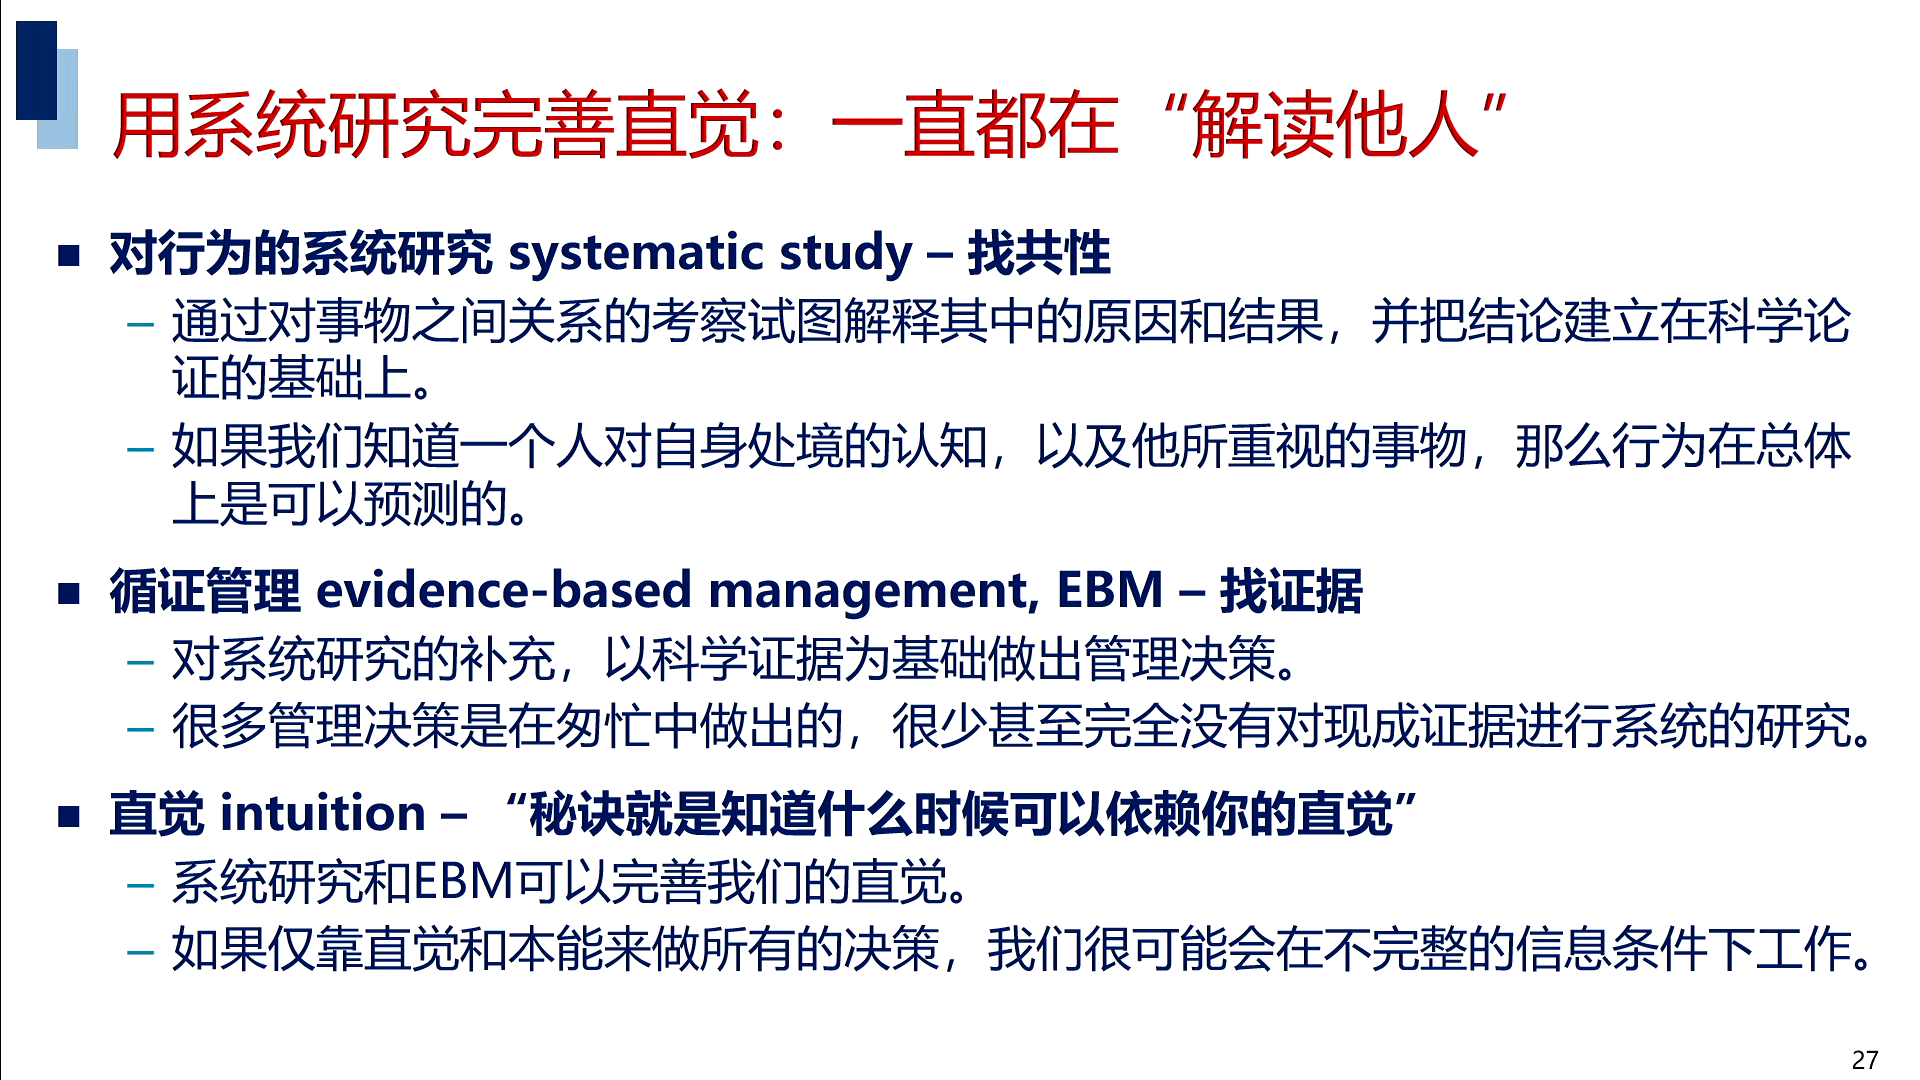 用系统研究完善直觉：一直都在“解读他人”
■ 对行为的系统研究 systematic study – 找共性
– 通过对事物之间关系的考察试图解释其中的原因和结果，并把结论建立在科学论
证的基础上。
– 如果我们知道一个人对自身处境的认知，以及他所重视的事物，那么行为在总体
上是可以预测的。
■ 循证管理 evidence-based management, EBM – 找证据
– 对系统研究的补充，以科学证据为基础做出管理决策。
– 很多管理决策是在匆忙中做出的，很少甚至完全没有对现成证据进行系统的研究。
■ 直觉 intuition – “秘诀就是知道什么时候可以依赖你的直觉”
– 系统研究和EBM可以完善我们的直觉。
– 如果仅靠直觉和本能来做所有的决策，我们很可能会在不完整的信息条件下工作。
27